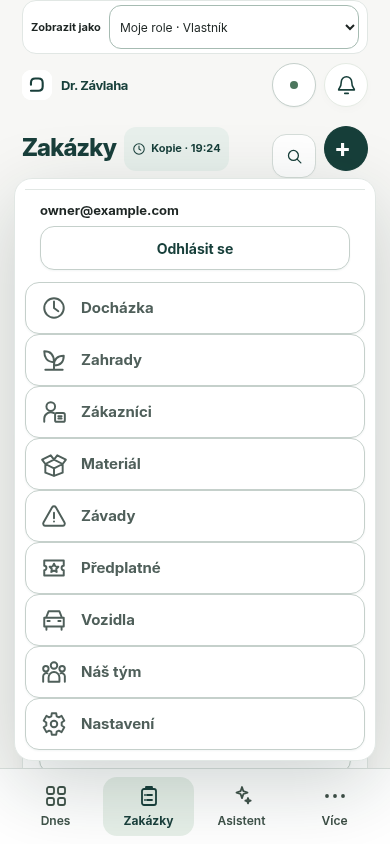 Zobrazit jako
Moje role · Vlastník
Dr. Závlaha
Zakázky
Kopie · 19:24
owner@example.com
Odhlásit se
Docházka
Zahrady
Zákazníci
Materiál
Závady
Předplatné
Vozidla
Náš tým
Nastavení
Dnes
Zakázky
Asistent
Více